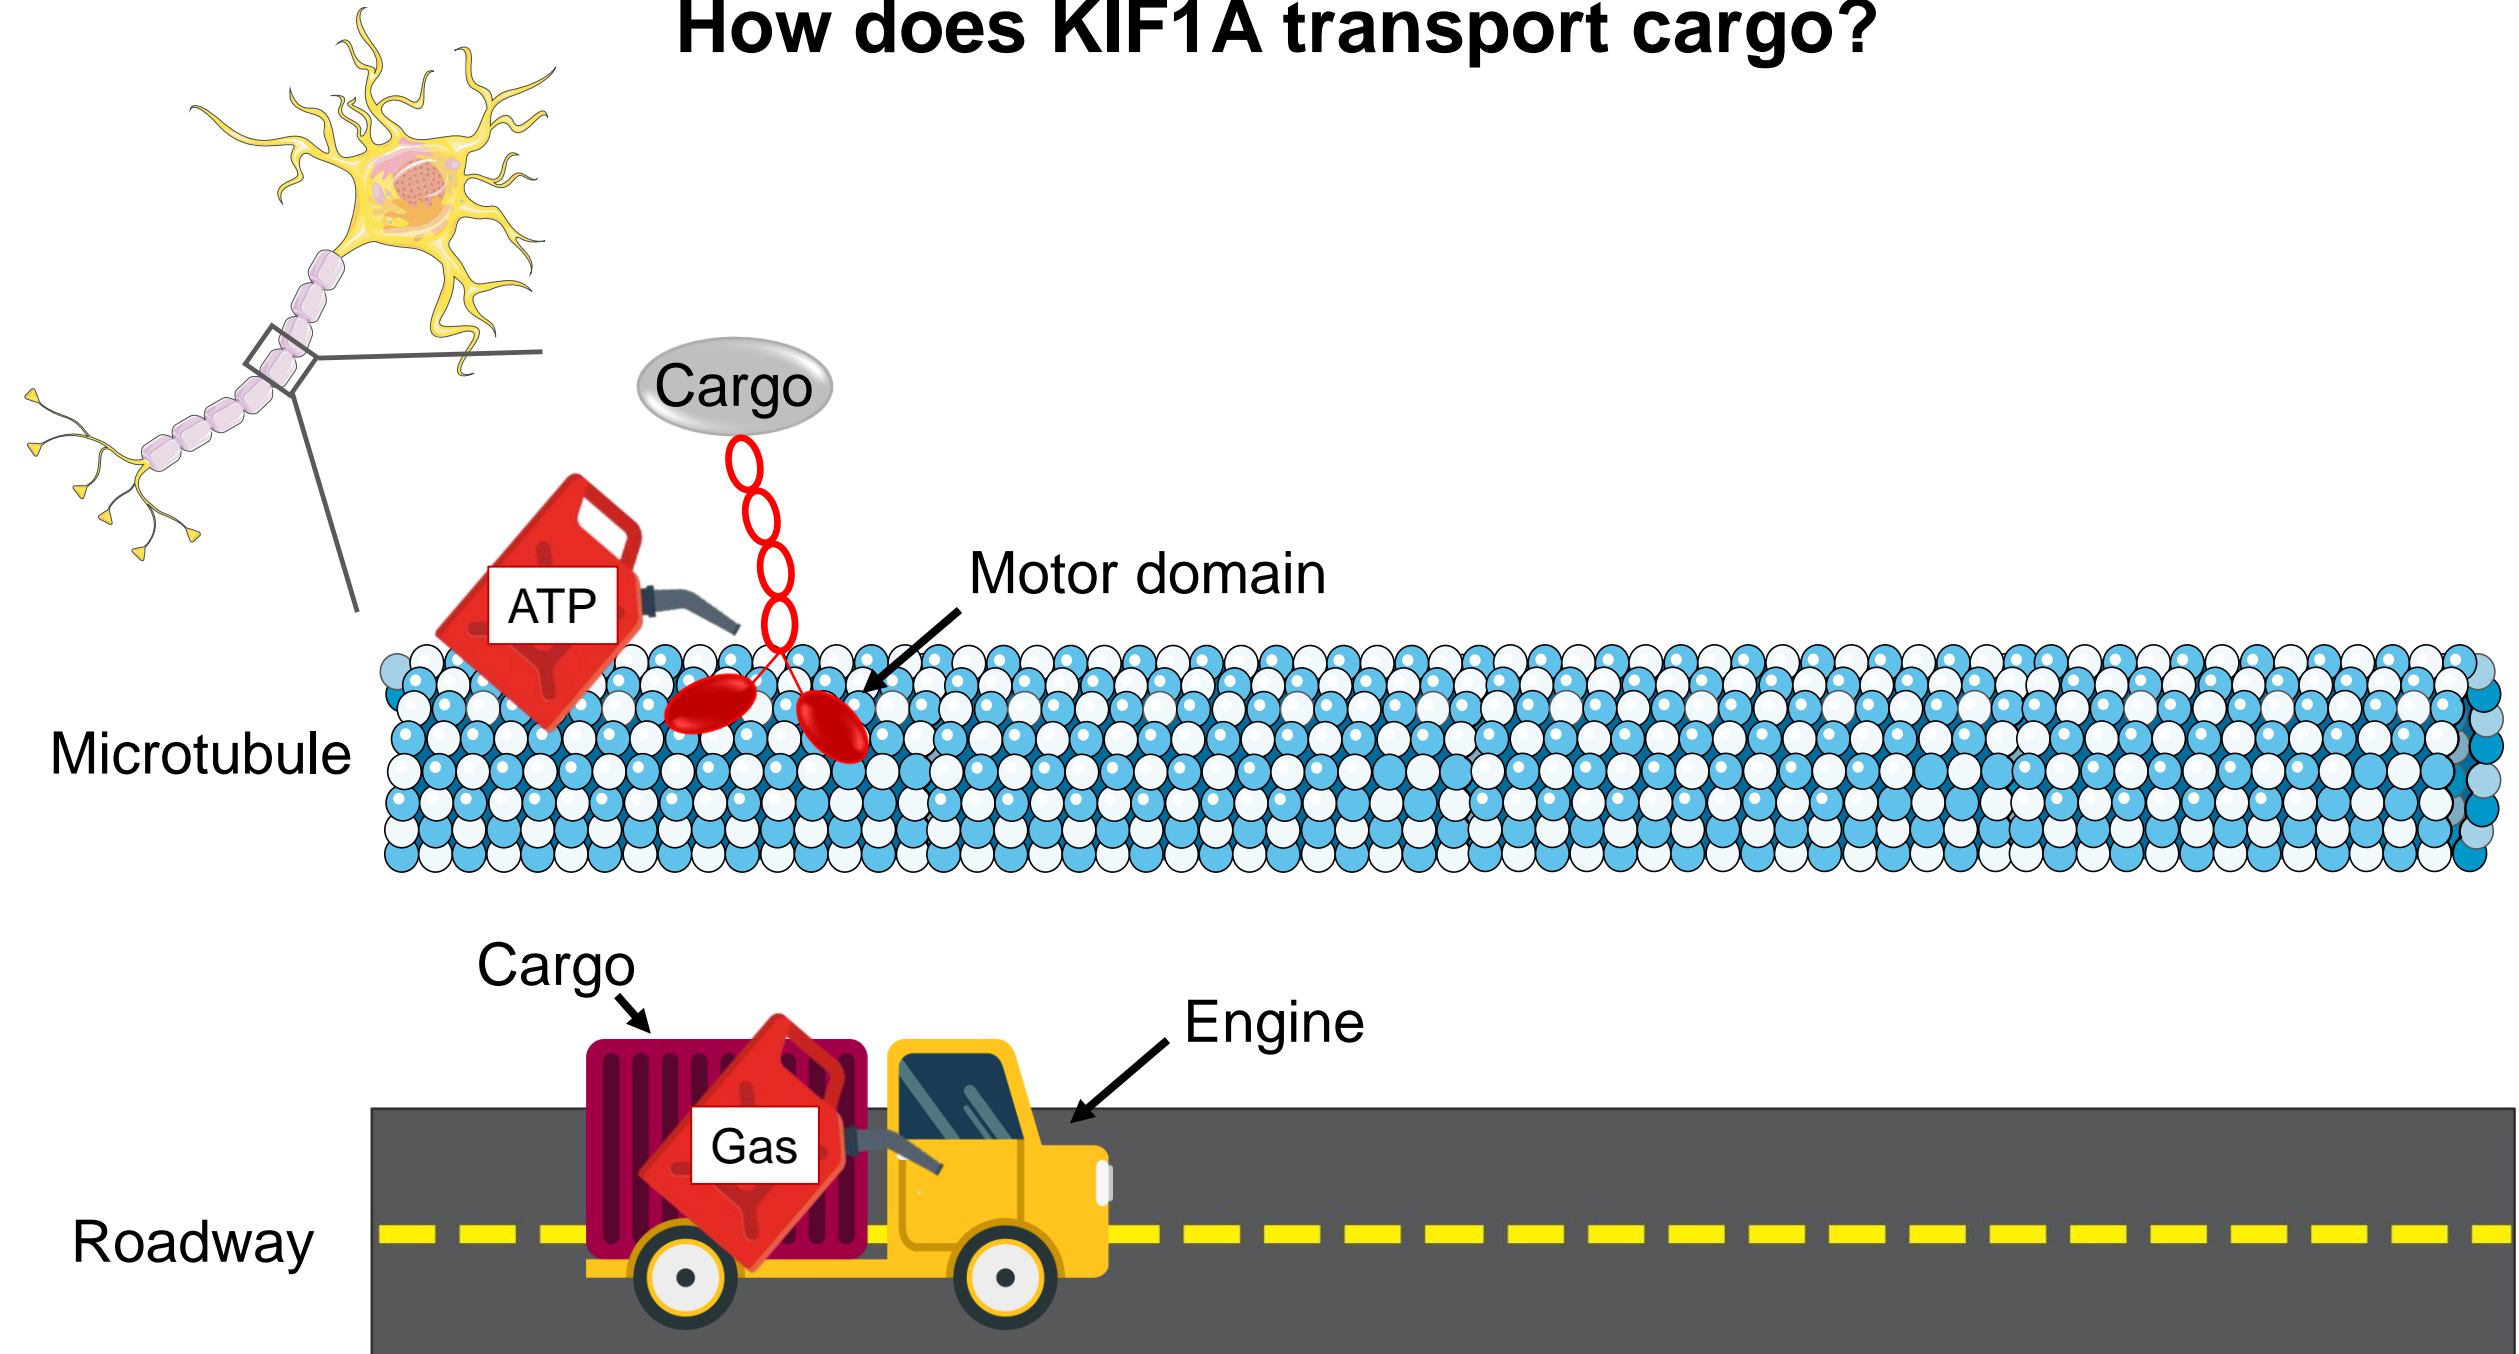 How does KIF1A transport cargo?
Cargo
Motor domain
ATP
Microtubule
Cargo
Engine
Gas
Roadway